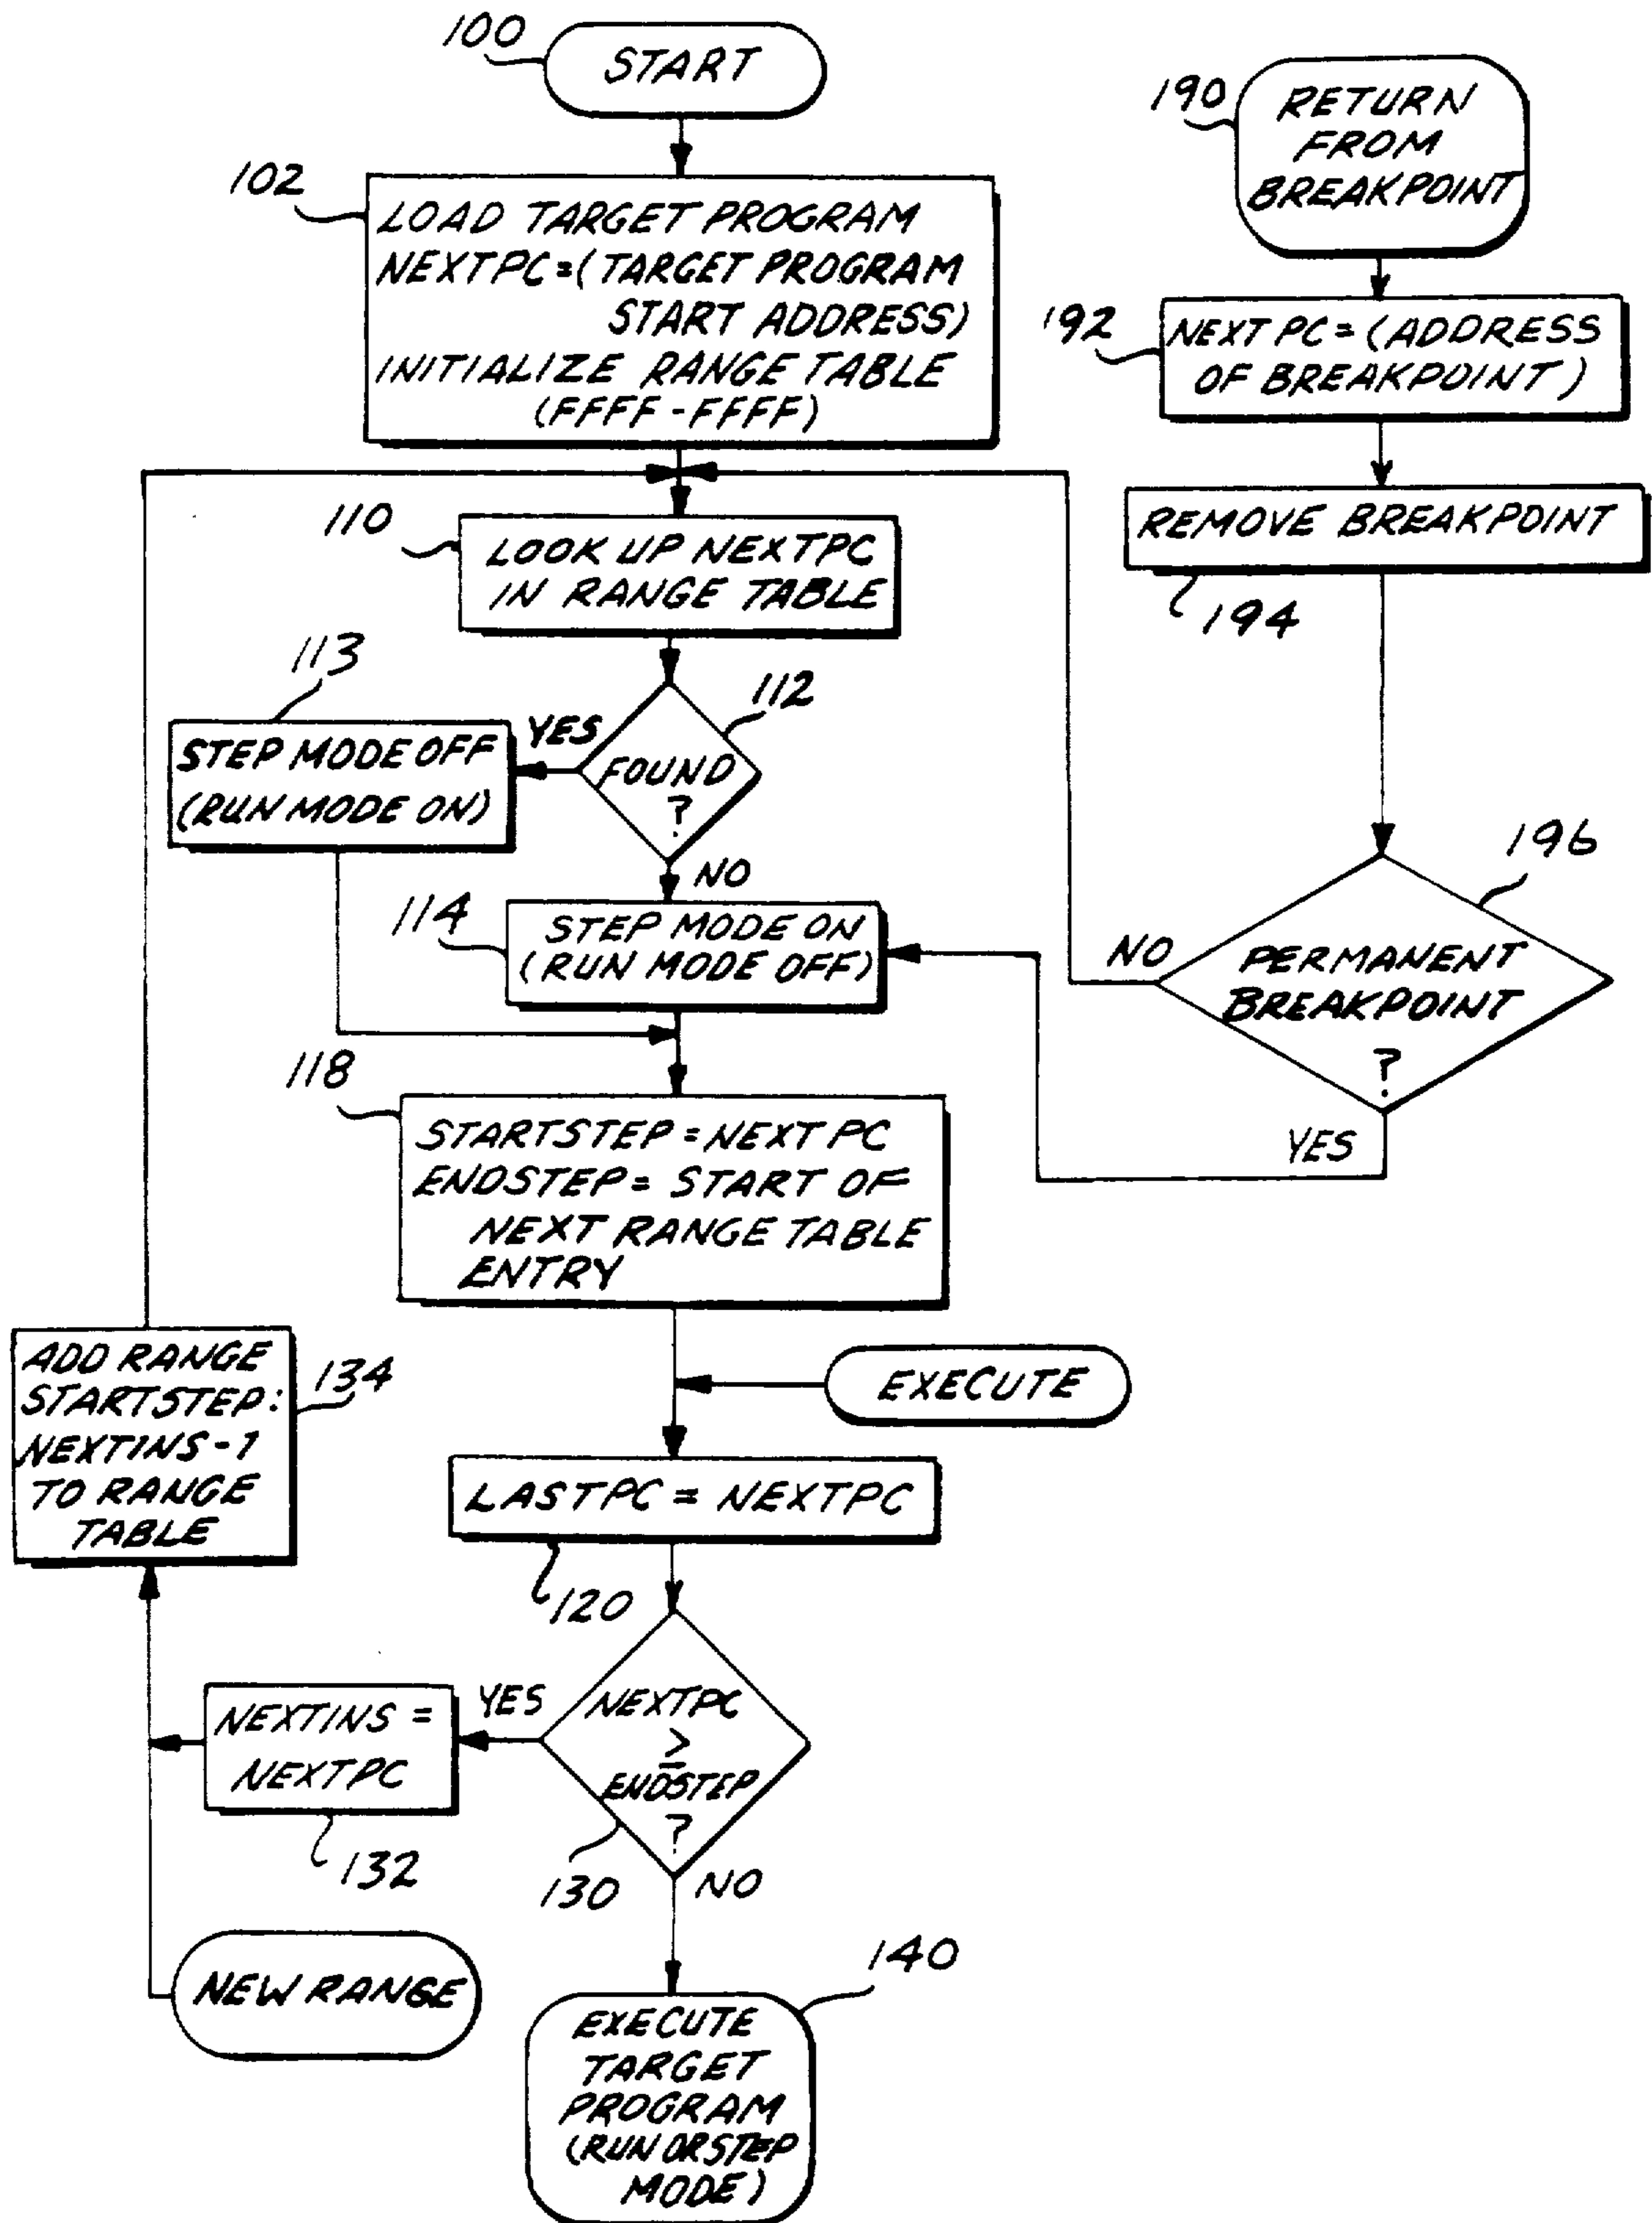 100
START
102
LOAD TARGET PROGRAM
NEXTPC=(TARGET PROGRAM
START ADDRESS)
INITIALIZE RANGE TABLE
(FFFF-FFFF)
110
LOOK UP NEXTPC
IN RANGE TABLE
112
FOUND
?
YES
NO
113
STEP MODE OFF
(RUN MODE ON)
114
STEP MODE ON
(RUN MODE OFF)
118
STARTSTEP=NEXTPC
ENDSTEP= START OF
NEXT RANGE TABLE
ENTRY
EXECUTE
LASTPC = NEXTPC
120
NEXTPC
≥
ENDSTEP
?
130
YES
NO
NEXTINS =
NEXTPC
132
ADD RANGE
STARTSTEP:
NEXTINS-1
TO RANGE
TABLE
134
NEW RANGE
140
EXECUTE
TARGET
PROGRAM
(RUN OR STEP
MODE)
190
RETURN
FROM
BREAKPOINT
192
NEXTPC=(ADDRESS
OF BREAKPOINT)
REMOVE BREAKPOINT
194
196
PERMANENT
BREAKPOINT
?
NO
YES